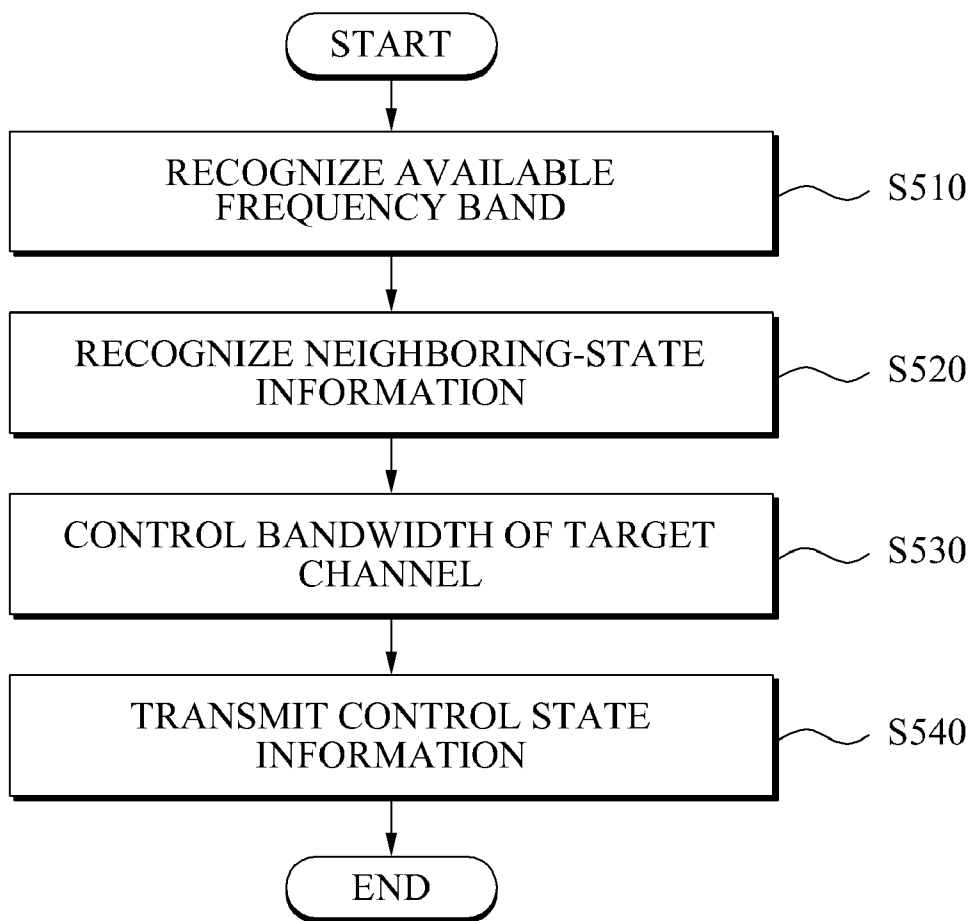 START
RECOGNIZE AVAILABLE
FREQUENCY BAND
S510
RECOGNIZE NEIGHBORING-STATE
INFORMATION
S520
CONTROL BANDWIDTH OF TARGET
CHANNEL
S530
TRANSMIT CONTROL STATE
INFORMATION
S540
END